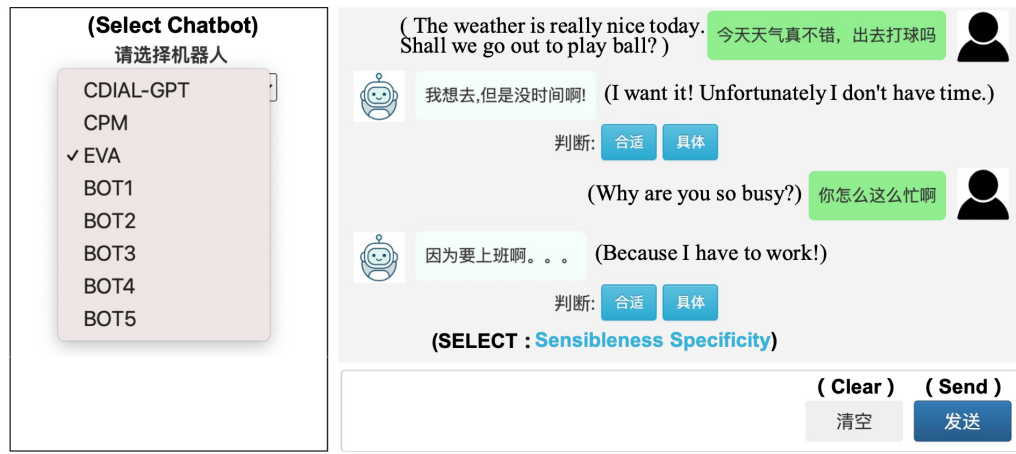 (Select Chatbot)
请选择机器人
CDIAL-GPT
CPM
✓ EVA
BOT1
BOT2
BOT3
BOT4
BOT5
( The weather is really nice today.
Shall we go out to play ball? )
今天天气真不错，出去打球吗
我想去,但是没时间啊!
(I want it! Unfortunately I don't have time.)
判断: 合适 具体
(Why are you so busy?)
你怎么这么忙啊
因为要上班啊。。。
(Because I have to work!)
判断: 合适 具体
(SELECT : Sensibleness Specificity)
( Clear ) ( Send )
清空 发送